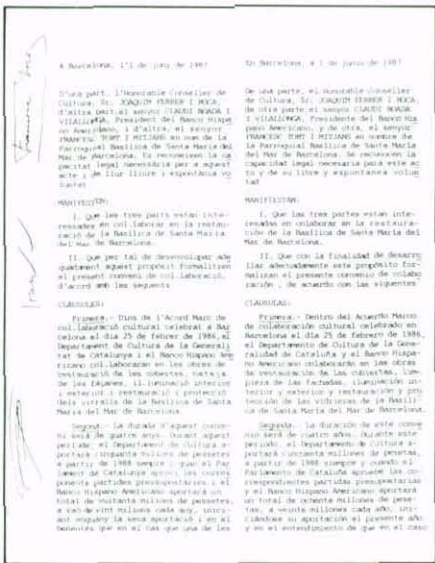 A Barcelona, l'1 de juny de 1987
D'una part, l'Honorable Conseller de
Cultura, Sr. JOAQUIM FERRER I ROCA,
d'altra part,el senyor CLAUDI BOADA I
VILALLONGA, President del Banco Hispa
no Americano, i d'altra, el senyor
FRANCESC TORT I MITJANS en nom de la
Parroquial Basílica de Santa Maria del
Mar de Barcelona. Es reconeixen la ca
pacitat legal necessària per a aquest
acte i de llur lliure i espontània vo
luntat
MANIFESTEN:
I. Que les tres parts estan inte-
ressades en col.laborar en la restau-
ració de la Basílica de Santa Maria
del Mar de Barcelona.
II. Que per tal de desenvolupar ade
quadament aquest propòsit formalitzen
el present conveni de col.laboració,
d'acord amb les següents
CLAUSULES:
Primera.- Dins de l'Acord Marc de
col.laboració cultural celebrat a Bar
celona el dia 25 de febrer de 1986,el
Departament de Cultura de la Generali
tat de Catalunya i el Banco Hispano Ame
ricano col.laboraran en les obres de
restauració de les cobertes, neteja
de les façanes, il.luminació interior
i exterior i restauració i protecció
dels vitralls de la Basílica de Santa
Maria del Mar de Barcelona.
Segona.- La durada d'aquest conve-
ni serà de quatre anys. Durant aquest
període, el Departament de Cultura a-
portarà cinquanta milions de pessetes
a partir de 1988 sempre i quan el Par
lament de Catalunya aprovi les corres
ponents partides pressupostàries i el
Banco Hispano Americano aportarà un
total de vuitanta milions de pessetes,
a raó de vint milions cada any, inici-
ant enguany la seva aportació i en el
benentès que en el cas que una de les
En Barcelona, a 1 de junio de 1987
De una parte, el Honorable Conseller
de Cultura, Sr. JOAQUIM FERRER I ROCA,
de otra parte,el senyor CLAUDI BOADA
I VILALLONGA, Presidente del Banco His
pano Americano, y de otra, el senyor
FRANCESC TORT I MITJANS en nombre de
la Parroquial Basílica de Santa Maria
del Mar de Barcelona. Se reconocen la
capacidad legal necesaria para este ac
to y de su libre y espontánea volun
tad
MANIFIESTAN:
I. Que las tres partes estan inte-
resadas en colaborar en la restaura-
ción de la Basílica de Santa Maria
del Mar de Barcelona.
II. Que con la finalidad de desarro
llar adecuadamente este propósito for-
malizan el presente convenio de colabo
ración , de acuerdo con las siguientes
CLAUSULAS:
Primera.- Dentro del Acuerdo Marco
de colaboración cultural celebrado en
Barcelona el día 25 febrero de 1986,
el Departamento de Cultura de la Gene-
ralidad de Cataluña y el Banco Hispa-
no Americano colaborarán en las obras
de restauración de las cubiertas, lim-
pieza de las fachadas, iluminación in-
terior y exterior y restauración y pro
tección de las vidrieras de la Basíli-
ca de Santa Maria del Mar de Barcelona.
Segunda.- La duración de este conve
nio será de cuatro años. Durante este
período, el Departamento de Cultura a-
portará cincuenta millones de pesetas,
a partir de 1988 siempre y cuando el
Parlamento de Cataluña apruebe las co-
rrespondientes partidas presupuestarias
y el Banco Hispano Americano aportará
un total de ochenta millones de pese-
tas, a veinte millones cada año, ini-
ciándose su aportación el presente año
y en el entendimiento de que en el caso